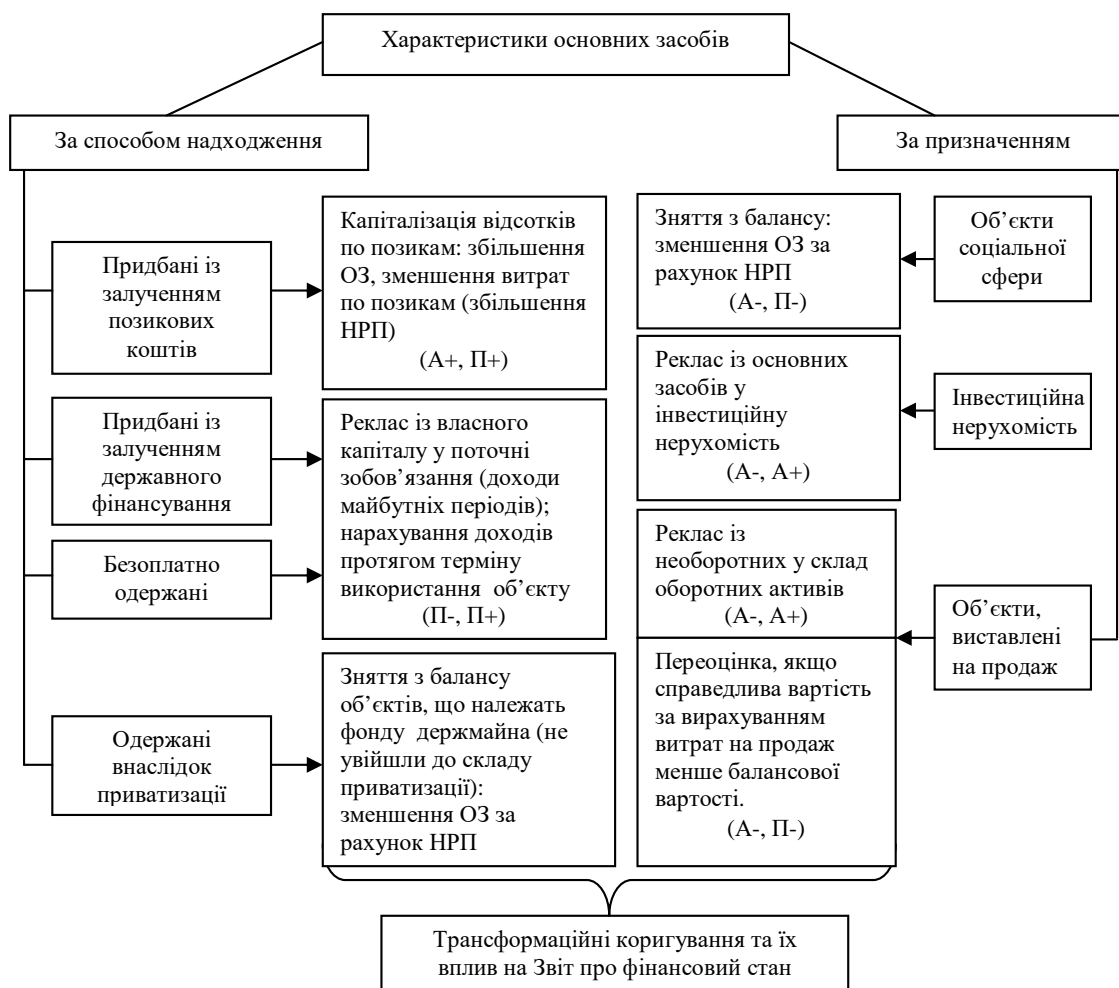 Характеристики основних засобів
За способом надходження
За призначенням
Придбані із
залученням
позикових
коштів
Капіталізація відсотків
по позикам: збільшення
ОЗ, зменшення витрат
по позикам (збільшення
НРП)
(А+, П+)
Придбані із
залученням
державного
фінансування
Безоплатно
одержані
Реклас із власного
капіталу у поточні
зобов’язання (доходи
майбутніх періодів);
нарахування доходів
протягом терміну
використання об’єкту
(П-, П+)
Одержані
внаслідок
приватизації
Зняття з балансу
об’єктів, що належать
фонду держмайна (не
увійшли до складу
приватизації):
зменшення ОЗ за
рахунок НРП
Зняття з балансу:
зменшення ОЗ за
рахунок НРП
(А-, П-)
Об’єкти
соціальної
сфери
Реклас із основних
засобів у
інвестиційну
нерухомість
(А-, А+)
Інвестиційна
нерухомість
Реклас із
необоротних у склад
оборотних активів
(А-, А+)
Переоцінка, якщо
справедлива вартість
за вирахуванням
витрат на продаж
менше балансової
вартості.
(А-, П-)
Об’єкти,
виставлені
на продаж
Трансформаційні коригування та їх
вплив на Звіт про фінансовий стан